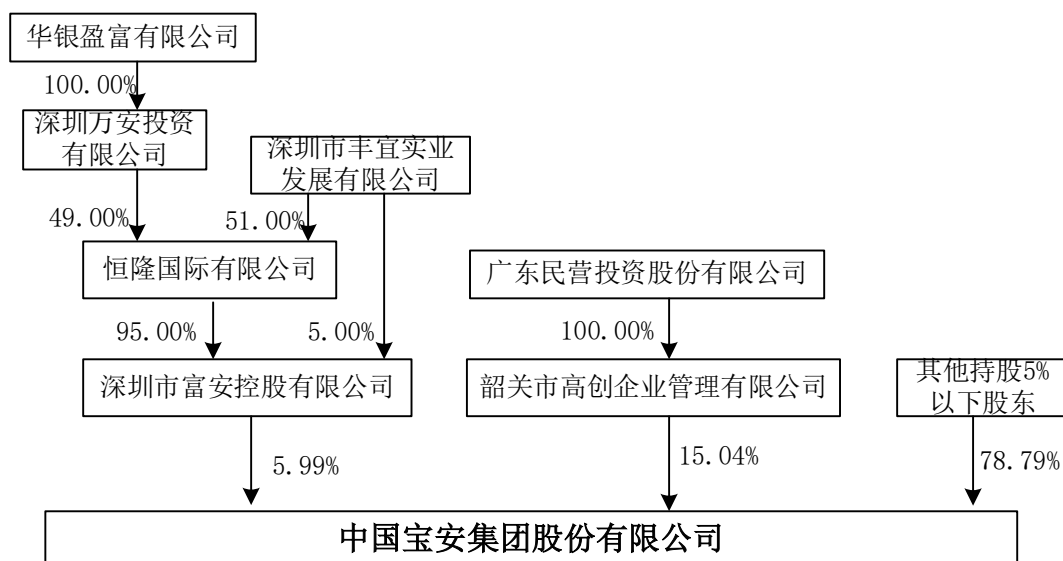 华银盈富有限公司
100.00%
深圳万安投资
有限公司
深圳市丰宜实业
发展有限公司
49.00%
51.00%
恒隆国际有限公司
广东民营投资股份有限公司
95.00%
5.00%
100.00%
深圳市富安控股有限公司
韶关市高创企业管理有限公司
其他持股5%
以下股东
5.99%
15.04%
78.79%
中国宝安集团股份有限公司